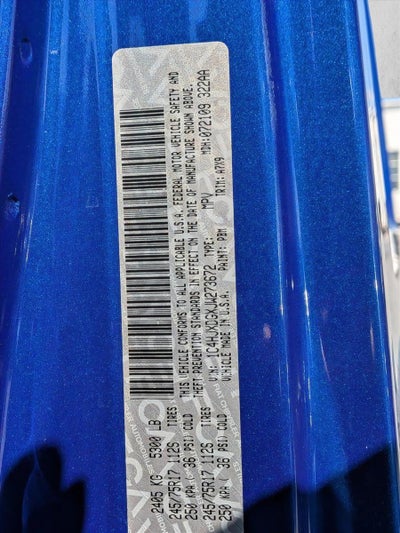 2405 KG   5300 LB
TIRES
245/75R17 112S
250 KPA / 36 PSI COLD
TIRES
245/75R17 112S
250 KPA / 36 PSI COLD
THIS VEHICLE CONFORMS TO ALL APPLICABLE U.S.A. FEDERAL MOTOR VEHICLE SAFETY AND
THEFT PREVENTION STANDARDS IN EFFECT ON THE DATE OF MANUFACTURE SHOWN ABOVE.
VIN: 1C4HJXDGXJW273672   TYPE: MPV   MDH: 072109 322AA
VEHICLE MADE IN U.S.A.   PAINT: PBM   TRIM: A7X9